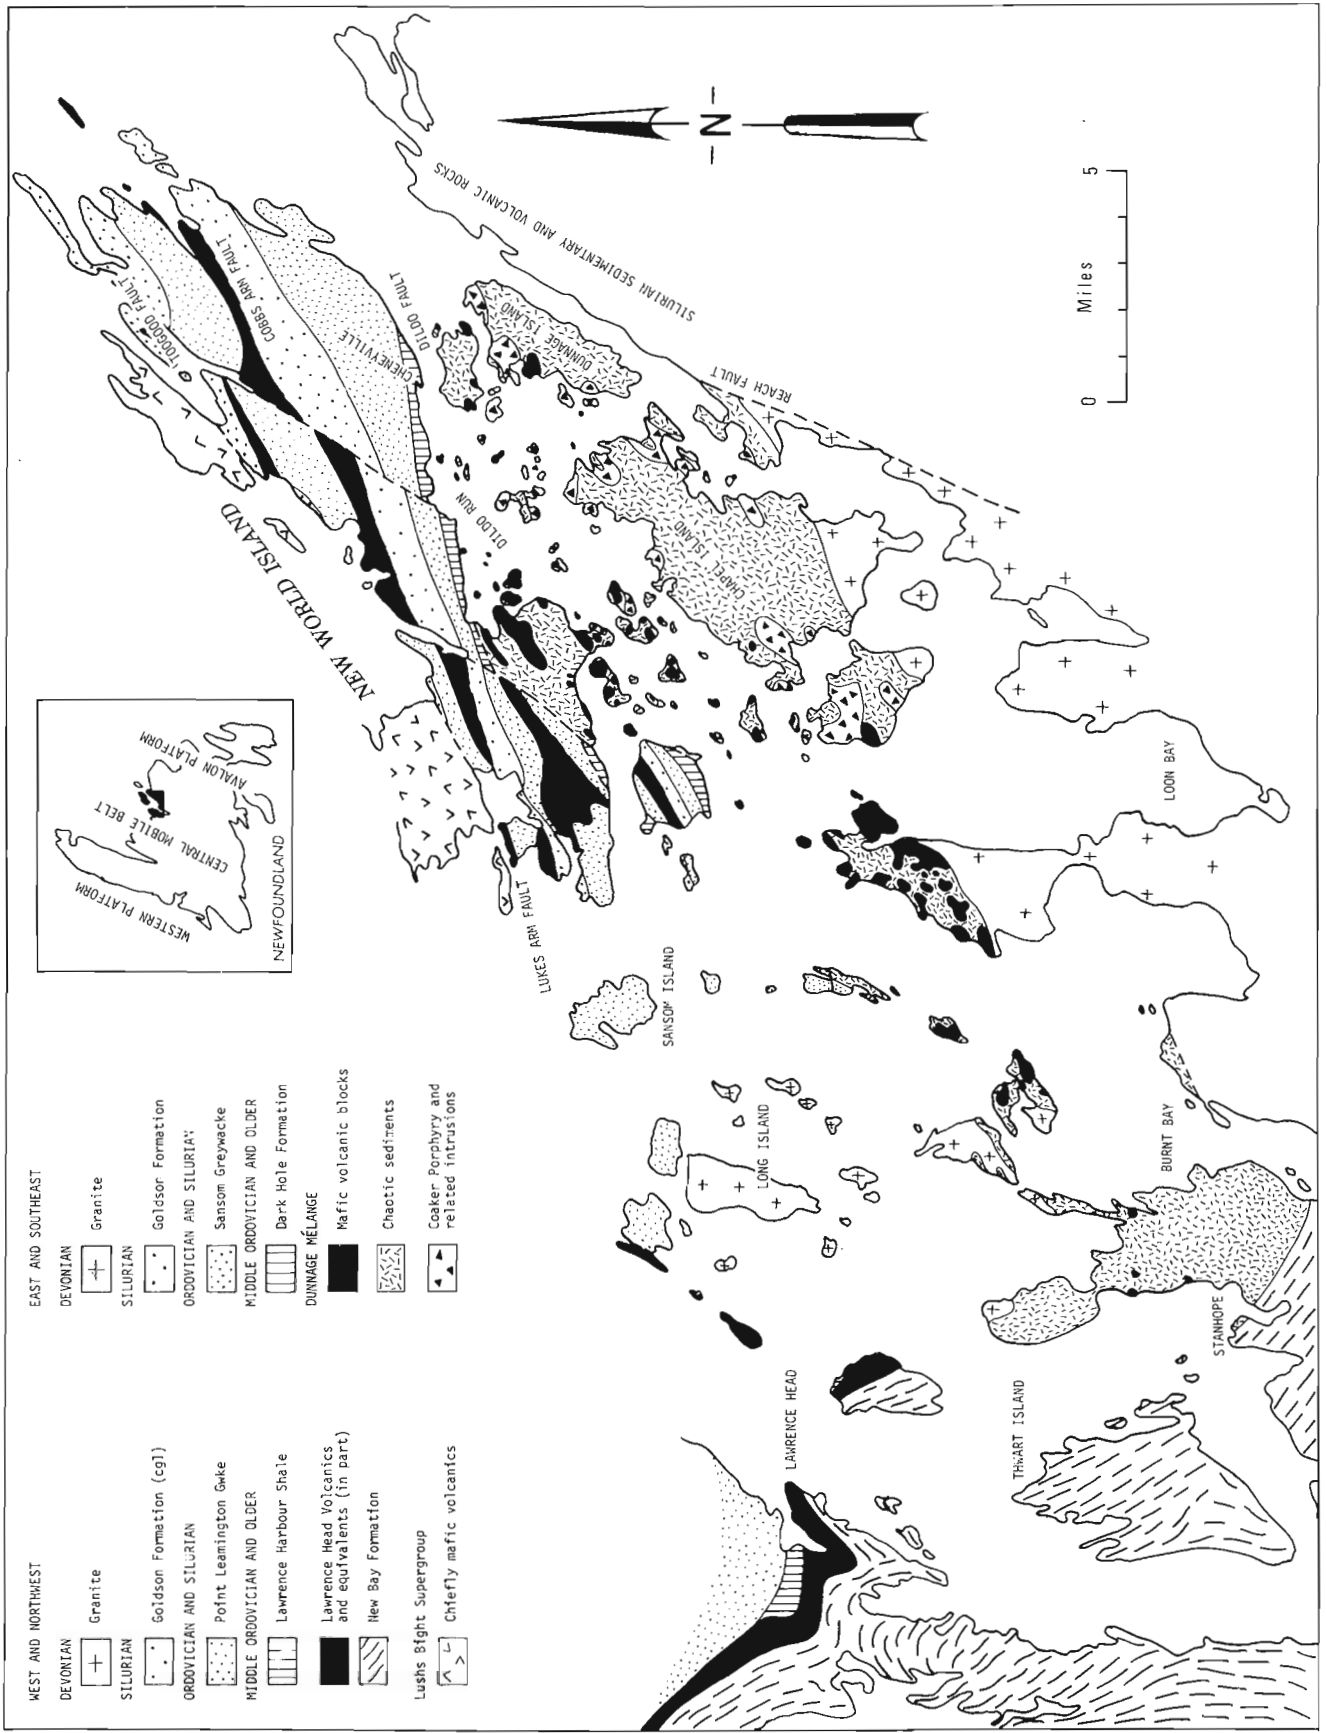 WEST AND NORTHWEST
DEVONIAN
Granite
SILURIAN
Goldson Formation (cgl)
ORDOVICIAN AND SILURIAN
Point Leamington Gwke
MIDDLE ORDOVICIAN AND OLDER
Lawrence Harbour Shale
Lawrence Head Volcanics
and equivalents (in part)
New Bay Formation
Lushs Bight Supergroup
Chiefly mafic volcanics
EAST AND SOUTHEAST
DEVONIAN
Granite
SILURIAN
Goldson Formation
ORDOVICIAN AND SILURIAN
Sansom Greywacke
MIDDLE ORDOVICIAN AND OLDER
Dark Hole Formation
DUNNAGE MÉLANGE
Mafic volcanic blocks
Chaotic sediments
Coaker Porphyry and
related intrusions
WESTERN PLATFORM
CENTRAL MOBILE BELT
AVALON PLATFORM
NEWFOUNDLAND
NEW WORLD ISLAND
TOOGOOD FAULT
COBBS ARM FAULT
CHENEYVILLE
DILDO FAULT
DILDO RUN
DUNNAGE ISLAND
SILURIAN SEDIMENTARY AND VOLCANIC ROCKS
REACH FAULT
CHAPEL ISLAND
LUKES ARM FAULT
SANSOM ISLAND
LONG ISLAND
LOON BAY
BURNT BAY
STANHOPE
THWART ISLAND
LAWRENCE HEAD
N
0 5
Miles